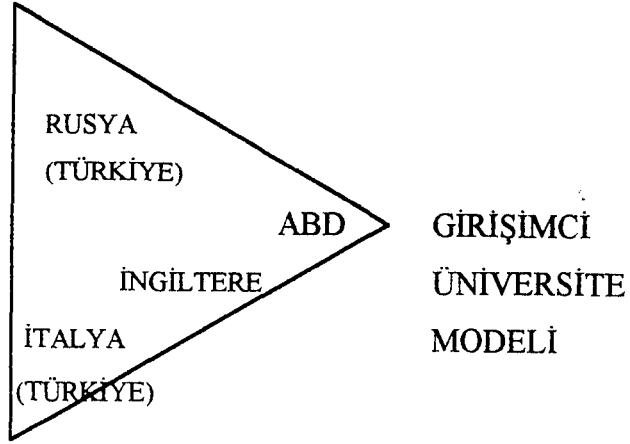 RUSYA
(TÜRKİYE)
ABD
İNGİLTERE
İTALYA
(TÜRKİYE)
GİRİŞİMCİ
ÜNİVERSİTE
MODELİ